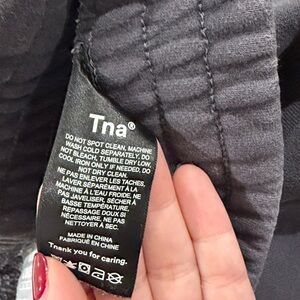 Tna®
DO NOT SPOT CLEAN. MACHINE
WASH COLD SEPARATELY. DO
NOT BLEACH. TUMBLE DRY LOW.
COOL IRON IF NEEDED. DO
NOT DRY CLEAN.
NE PAS ENLEVER LES TACHES.
LAVER SÉPARÉMENT À LA
MACHINE À L'EAU FROIDE. NE
PAS JAVELISER. SÉCHER À
BASSE TEMPÉRATURE.
REPASSAGE DOUX SI
NÉCESSAIRE. NE PAS
NETTOYER À SEC.
MADE IN CHINA
FABRIQUÉ EN CHINE
Thank you for caring.